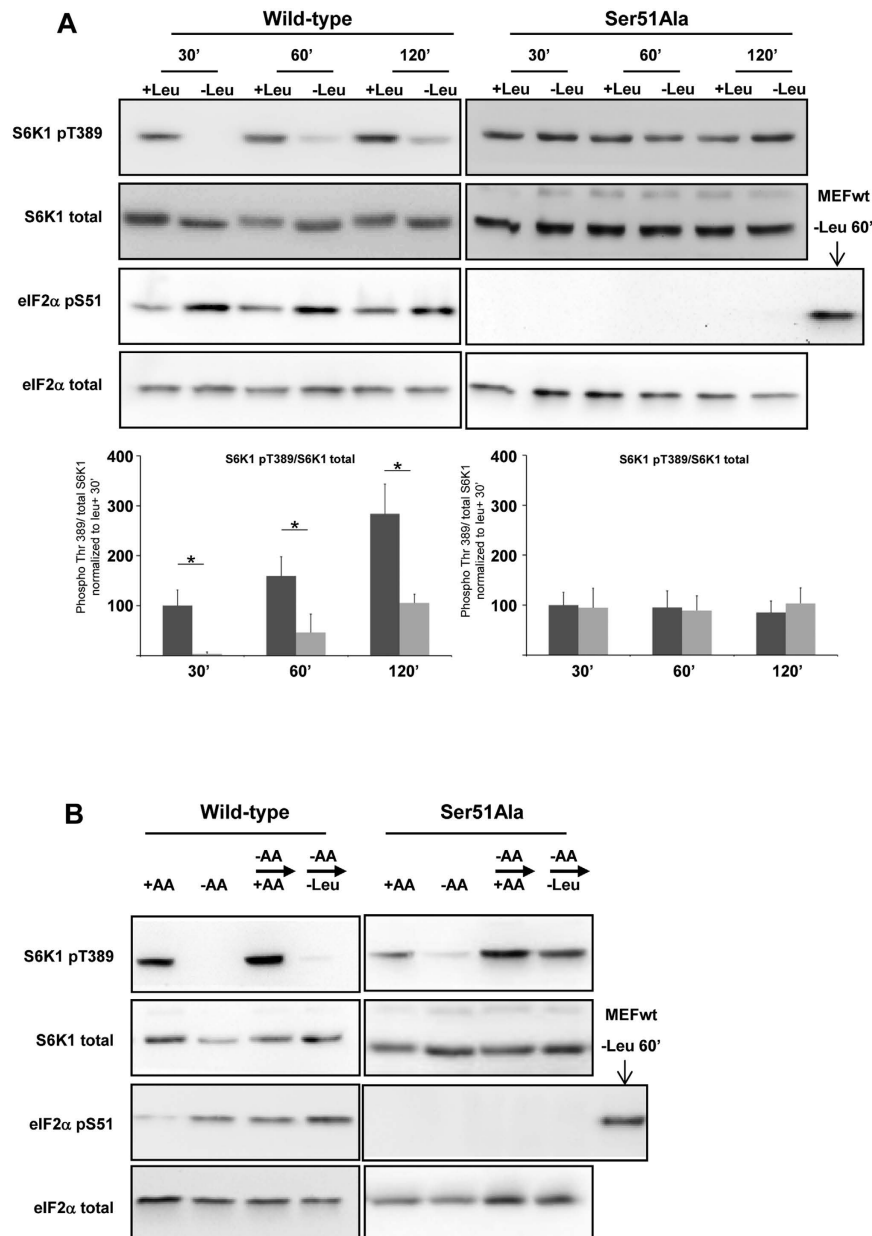 A
Wild-type Ser51Ala
30' 60' 120' 30' 60' 120'
+Leu -Leu +Leu -Leu +Leu -Leu +Leu -Leu +Leu -Leu +Leu -Leu
S6K1 pT389
S6K1 total
MEFwt
-Leu 60'
eIF2α pS51
eIF2α total
S6K1 pT389/S6K1 total
Phospho Thr 389/ total S6K1
normalized to leu+ 30'
400
300
200
100
* * *
30' 60' 120'
S6K1 pT389/S6K1 total
Phospho Thr 389/ total S6K1
normalized to leu+ 30'
400
300
200
100
30' 60' 120'
B
Wild-type Ser51Ala
-AA -AA -AA -AA
+AA -AA +AA -Leu +AA -AA +AA -Leu
S6K1 pT389
S6K1 total
MEFwt
-Leu 60'
eIF2α pS51
eIF2α total